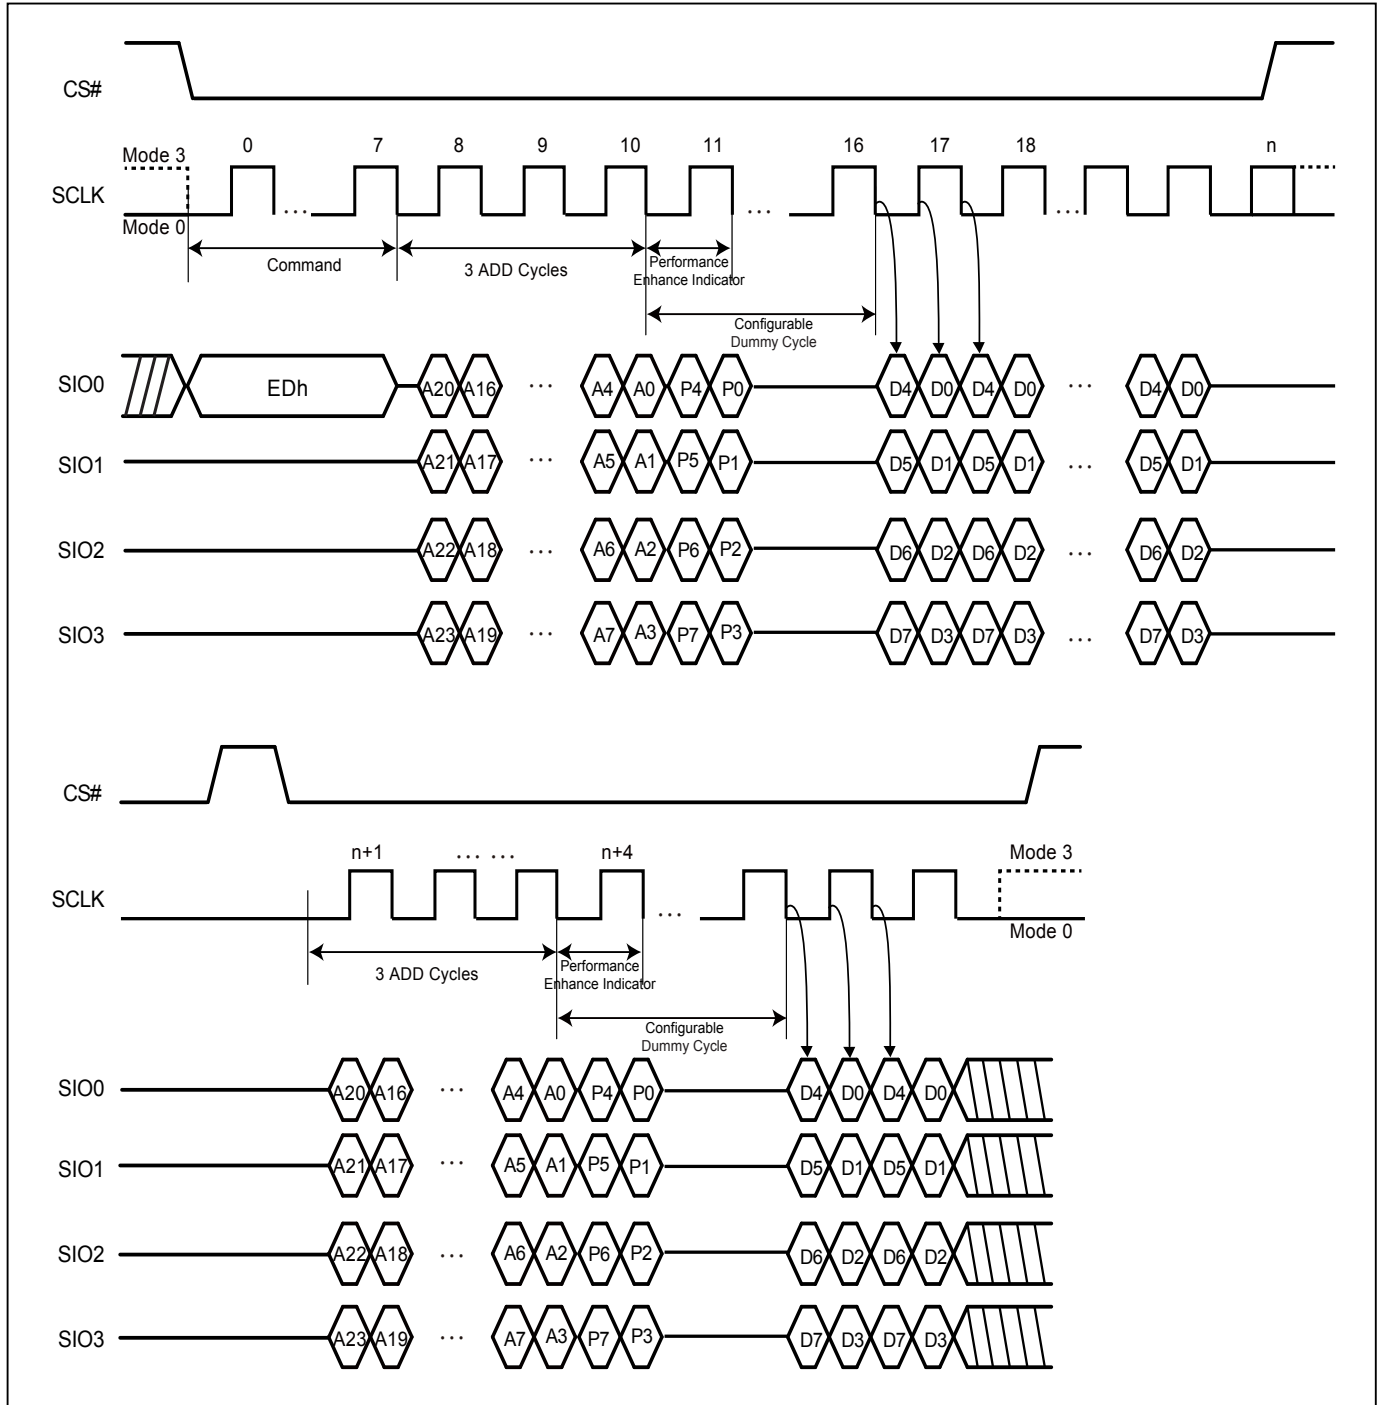 CS#
0 7 8 9 10 11 16 17 18 n
Mode 3
SCLK
... ... ...
Mode 0
Command
3 ADD Cycles
Performance
Enhance Indicator
Configurable
Dummy Cycle
SIO0 EDh A20 A16 ... A4 A0 P4 P0 D4 D0 D4 D0 ... D4 D0
SIO1 A21 A17 ... A5 A1 P5 P1 D5 D1 D5 D1 ... D5 D1
SIO2 A22 A18 ... A6 A2 P6 P2 D6 D2 D6 D2 ... D6 D2
SIO3 A23 A19 ... A7 A3 P7 P3 D7 D3 D7 D3 ... D7 D3
CS#
n+1 ... ... n+4 Mode 3
SCLK ...
Mode 0
3 ADD Cycles
Performance
Enhance Indicator
Configurable
Dummy Cycle
SIO0 A20 A16 ... A4 A0 P4 P0 D4 D0 D4 D0
SIO1 A21 A17 ... A5 A1 P5 P1 D5 D1 D5 D1
SIO2 A22 A18 ... A6 A2 P6 P2 D6 D2 D6 D2
SIO3 A23 A19 ... A7 A3 P7 P3 D7 D3 D7 D3